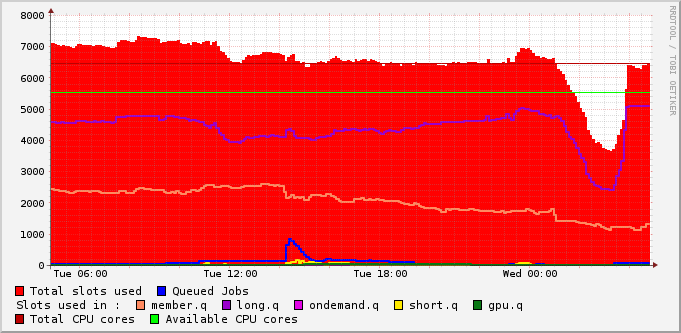 8000
7000
6000
5000
4000
3000
2000
1000
0
Tue 06:00 Tue 12:00 Tue 18:00 Wed 00:00
Total slots used Queued Jobs
Slots used in : member.q long.q ondemand.q short.q gpu.q
Total CPU cores Available CPU cores
RRDTOOL / TOBI OETIKER